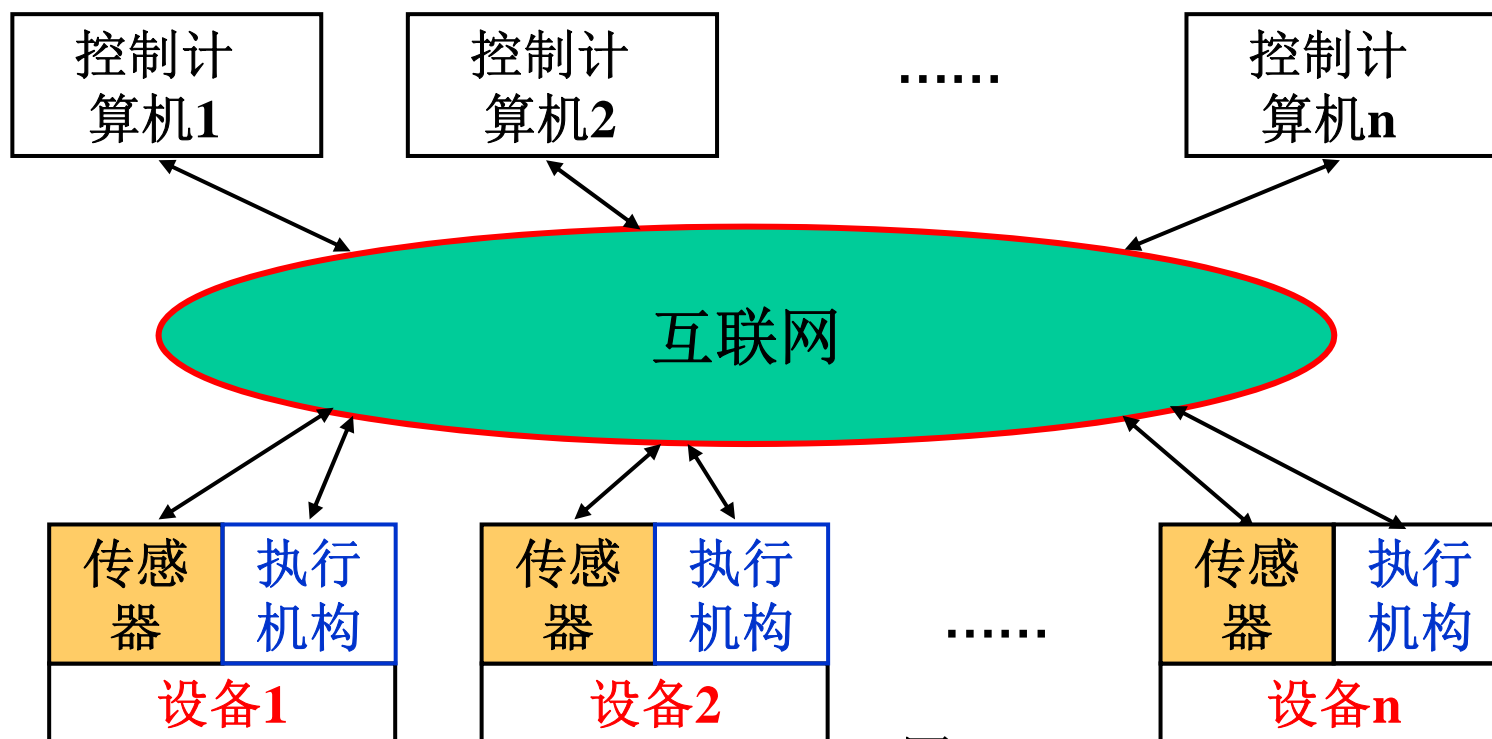 控制计
算机1
控制计
算机2
······
控制计
算机n
互联网
传感
器
执行
机构
设备1
传感
器
执行
机构
设备2
······
传感
器
执行
机构
设备n